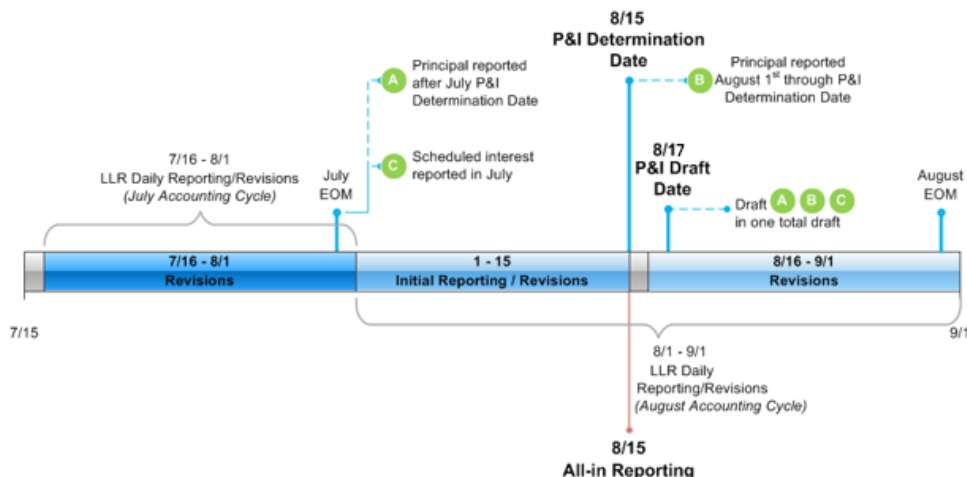 8/15
P&I Determination
Date
A
Principal reported
after July P&I
Determination Date
B
Principal reported
August 1st through P&I
Determination Date
C
Scheduled interest
reported in July
7/16 - 8/1
LLR Daily Reporting/Revisions
(July Accounting Cycle)
July
EOM
8/17
P&I Draft
Date
Draft A B C
in one total draft
August
EOM
7/16 - 8/1
Revisions
1 - 15
Initial Reporting / Revisions
8/16 - 9/1
Revisions
7/15
9/1
8/1 - 9/1
LLR Daily
Reporting/Revisions
(August Accounting Cycle)
8/15
All-in Reporting